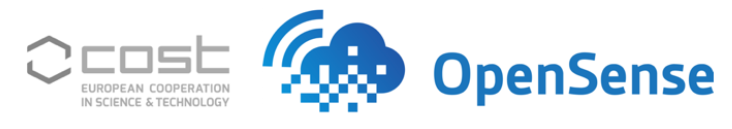 cost
EUROPEAN COOPERATION
IN SCIENCE & TECHNOLOGY
OpenSense